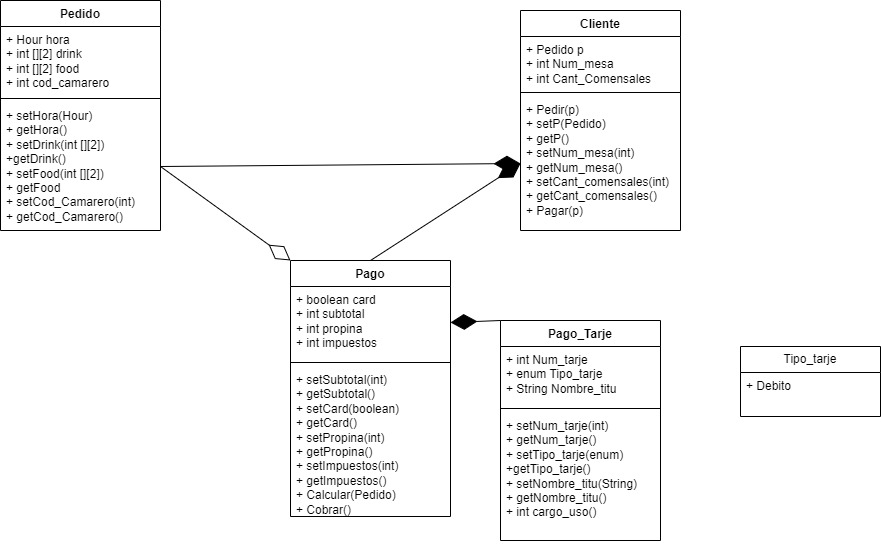 Pedido
+ Hour hora
+ int [][2] drink
+ int [][2] food
+ int cod_camarero
+ setHora(Hour)
+ getHora()
+ setDrink(int [][2])
+getDrink()
+ setFood(int [][2])
+ getFood
+ setCod_Camarero(int)
+ getCod_Camarero()
Cliente
+ Pedido p
+ int Num_mesa
+ int Cant_Comensales
+ Pedir(p)
+ setP(Pedido)
+ getP()
+ setNum_mesa(int)
+ getNum_mesa()
+ setCant_comensales(int)
+ getCant_comensales()
+ Pagar(p)
Pago
+ boolean card
+ int subtotal
+ int propina
+ int impuestos
+ setSubtotal(int)
+ getSubtotal()
+ setCard(boolean)
+ getCard()
+ setPropina(int)
+ getPropina()
+ setImpuestos(int)
+ getImpuestos()
+ Calcular(Pedido)
+ Cobrar()
Pago_Tarje
+ int Num_tarje
+ enum Tipo_tarje
+ String Nombre_titu
+ setNum_tarje(int)
+ getNum_tarje()
+ setTipo_tarje(enum)
+getTipo_tarje()
+ setNombre_titu(String)
+ getNombre_titu()
+ int cargo_uso()
Tipo_tarje
+ Debito